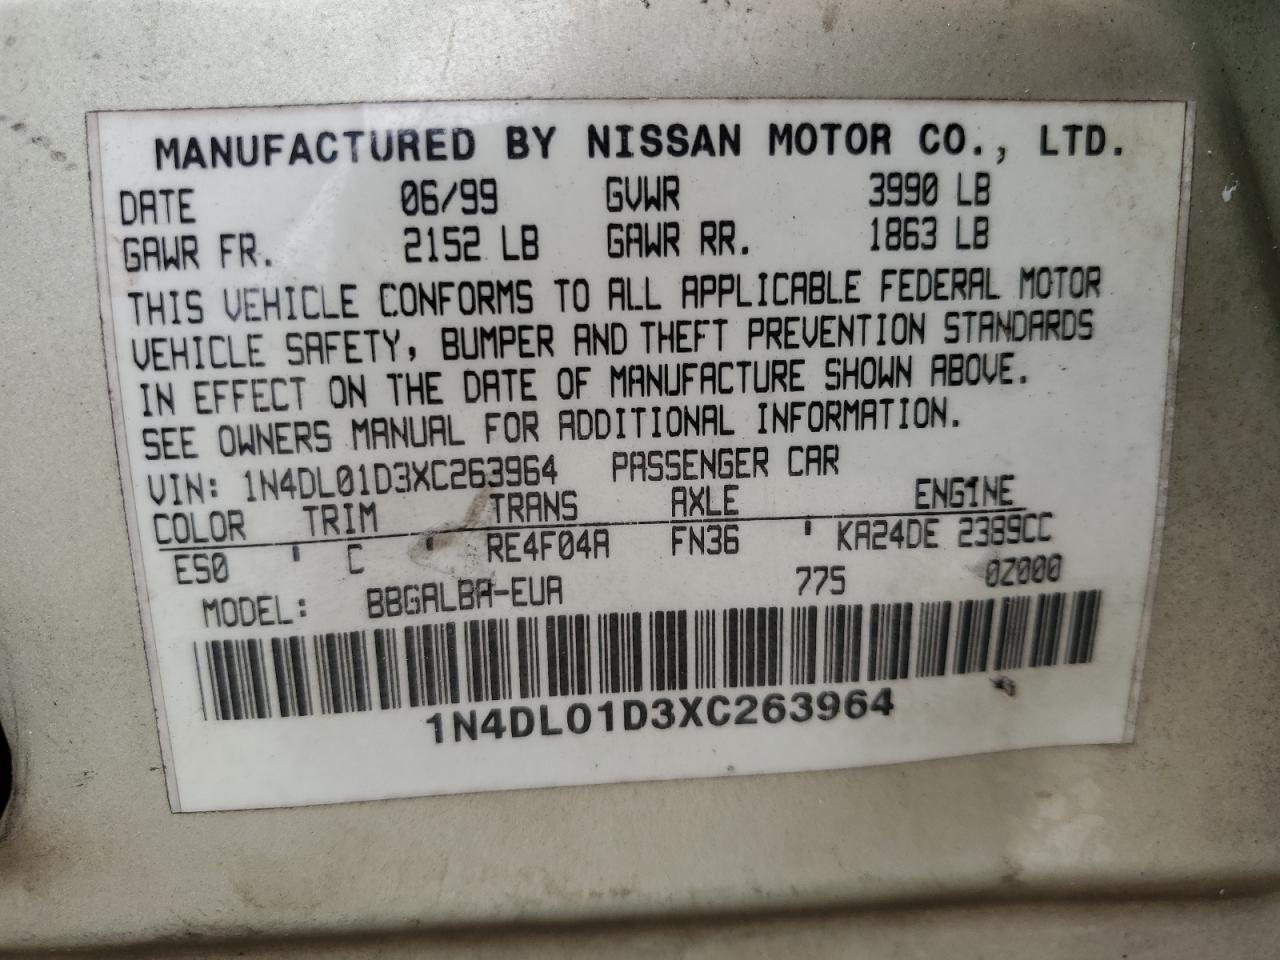 MANUFACTURED BY NISSAN MOTOR CO., LTD.
DATE 06/99 GVWR 3990 LB
GAWR FR. 2152 LB GAWR RR. 1863 LB
THIS VEHICLE CONFORMS TO ALL APPLICABLE FEDERAL MOTOR
VEHICLE SAFETY, BUMPER AND THEFT PREVENTION STANDARDS
IN EFFECT ON THE DATE OF MANUFACTURE SHOWN ABOVE.
SEE OWNERS MANUAL FOR ADDITIONAL INFORMATION.
VIN: 1N4DL01D3XC263964 PASSENGER CAR
COLOR TRIM TRANS AXLE ENGINE
ES0 ' C ' RE4F04A FN36 ' KA24DE 2389CC
MODEL: BBGALBA-EUA 775 0Z000
1N4DL01D3XC263964